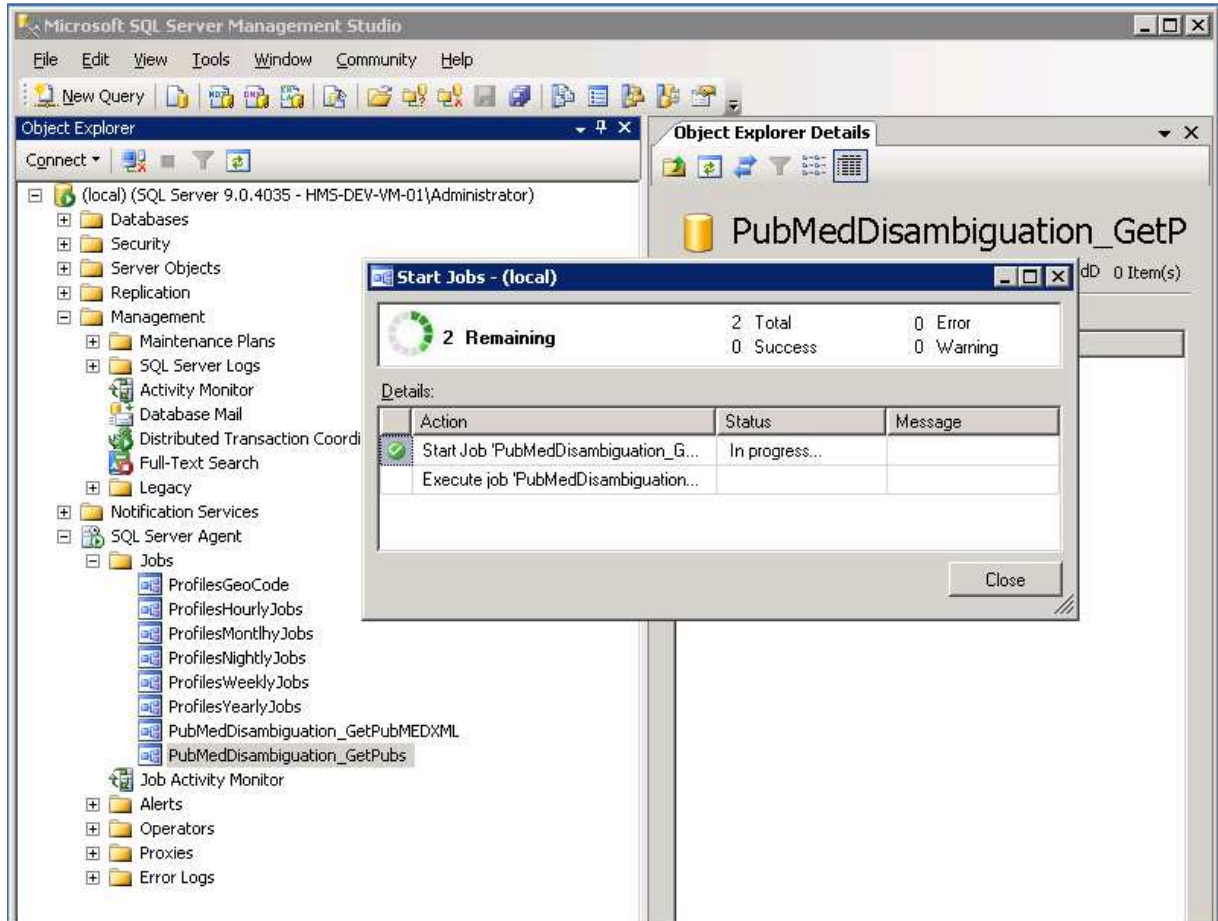 Microsoft SQL Server Management Studio
File Edit View Tools Window Community Help
New Query
Object Explorer
Connect
(local) (SQL Server 9.0.4035 - HMS-DEV-VM-01\Administrator)
Databases
Security
Server Objects
Replication
Management
Maintenance Plans
SQL Server Logs
Activity Monitor
Database Mail
Distributed Transaction Coordi
Full-Text Search
Legacy
Notification Services
SQL Server Agent
Jobs
ProfilesGeoCode
ProfilesHourlyJobs
ProfilesMontlhyJobs
ProfilesNightlyJobs
ProfilesWeeklyJobs
ProfilesYearlyJobs
PubMedDisambiguation_GetPubMEDXML
PubMedDisambiguation_GetPubs
Job Activity Monitor
Alerts
Operators
Proxies
Error Logs
Object Explorer Details
PubMedDisambiguation_GetP
dD 0 Item(s)
Start Jobs - (local)
2 Remaining
2 Total 0 Error
0 Success 0 Warning
Details:
Action Status Message
Start Job 'PubMedDisambiguation_G... In progress...
Execute job 'PubMedDisambiguation...
Close